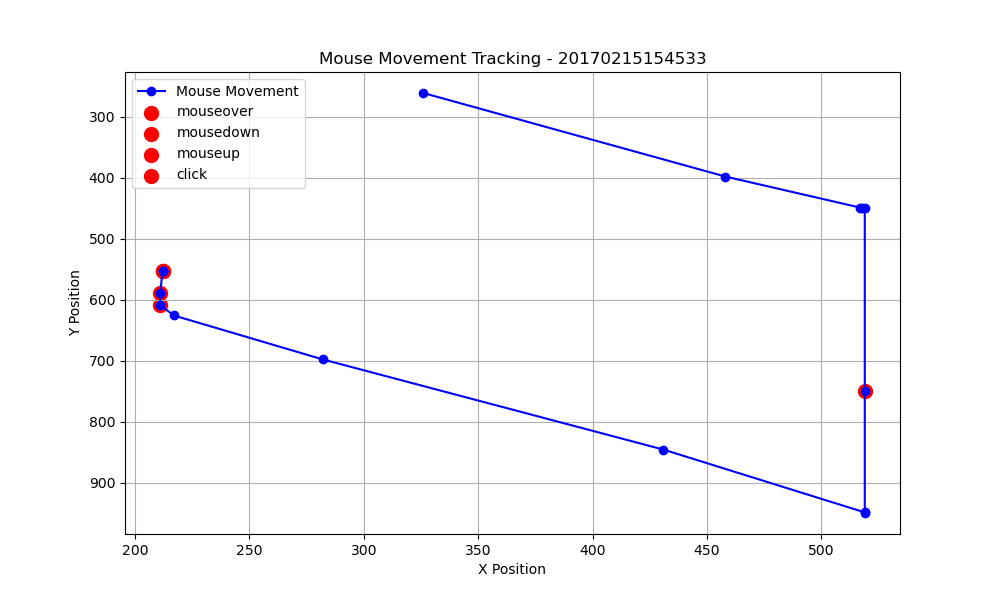 Mouse Movement Tracking - 20170215154533
Mouse Movement
mouseover
mousedown
mouseup
click
300
400
500
600
700
800
900
Y Position
200 250 300 350 400 450 500
X Position